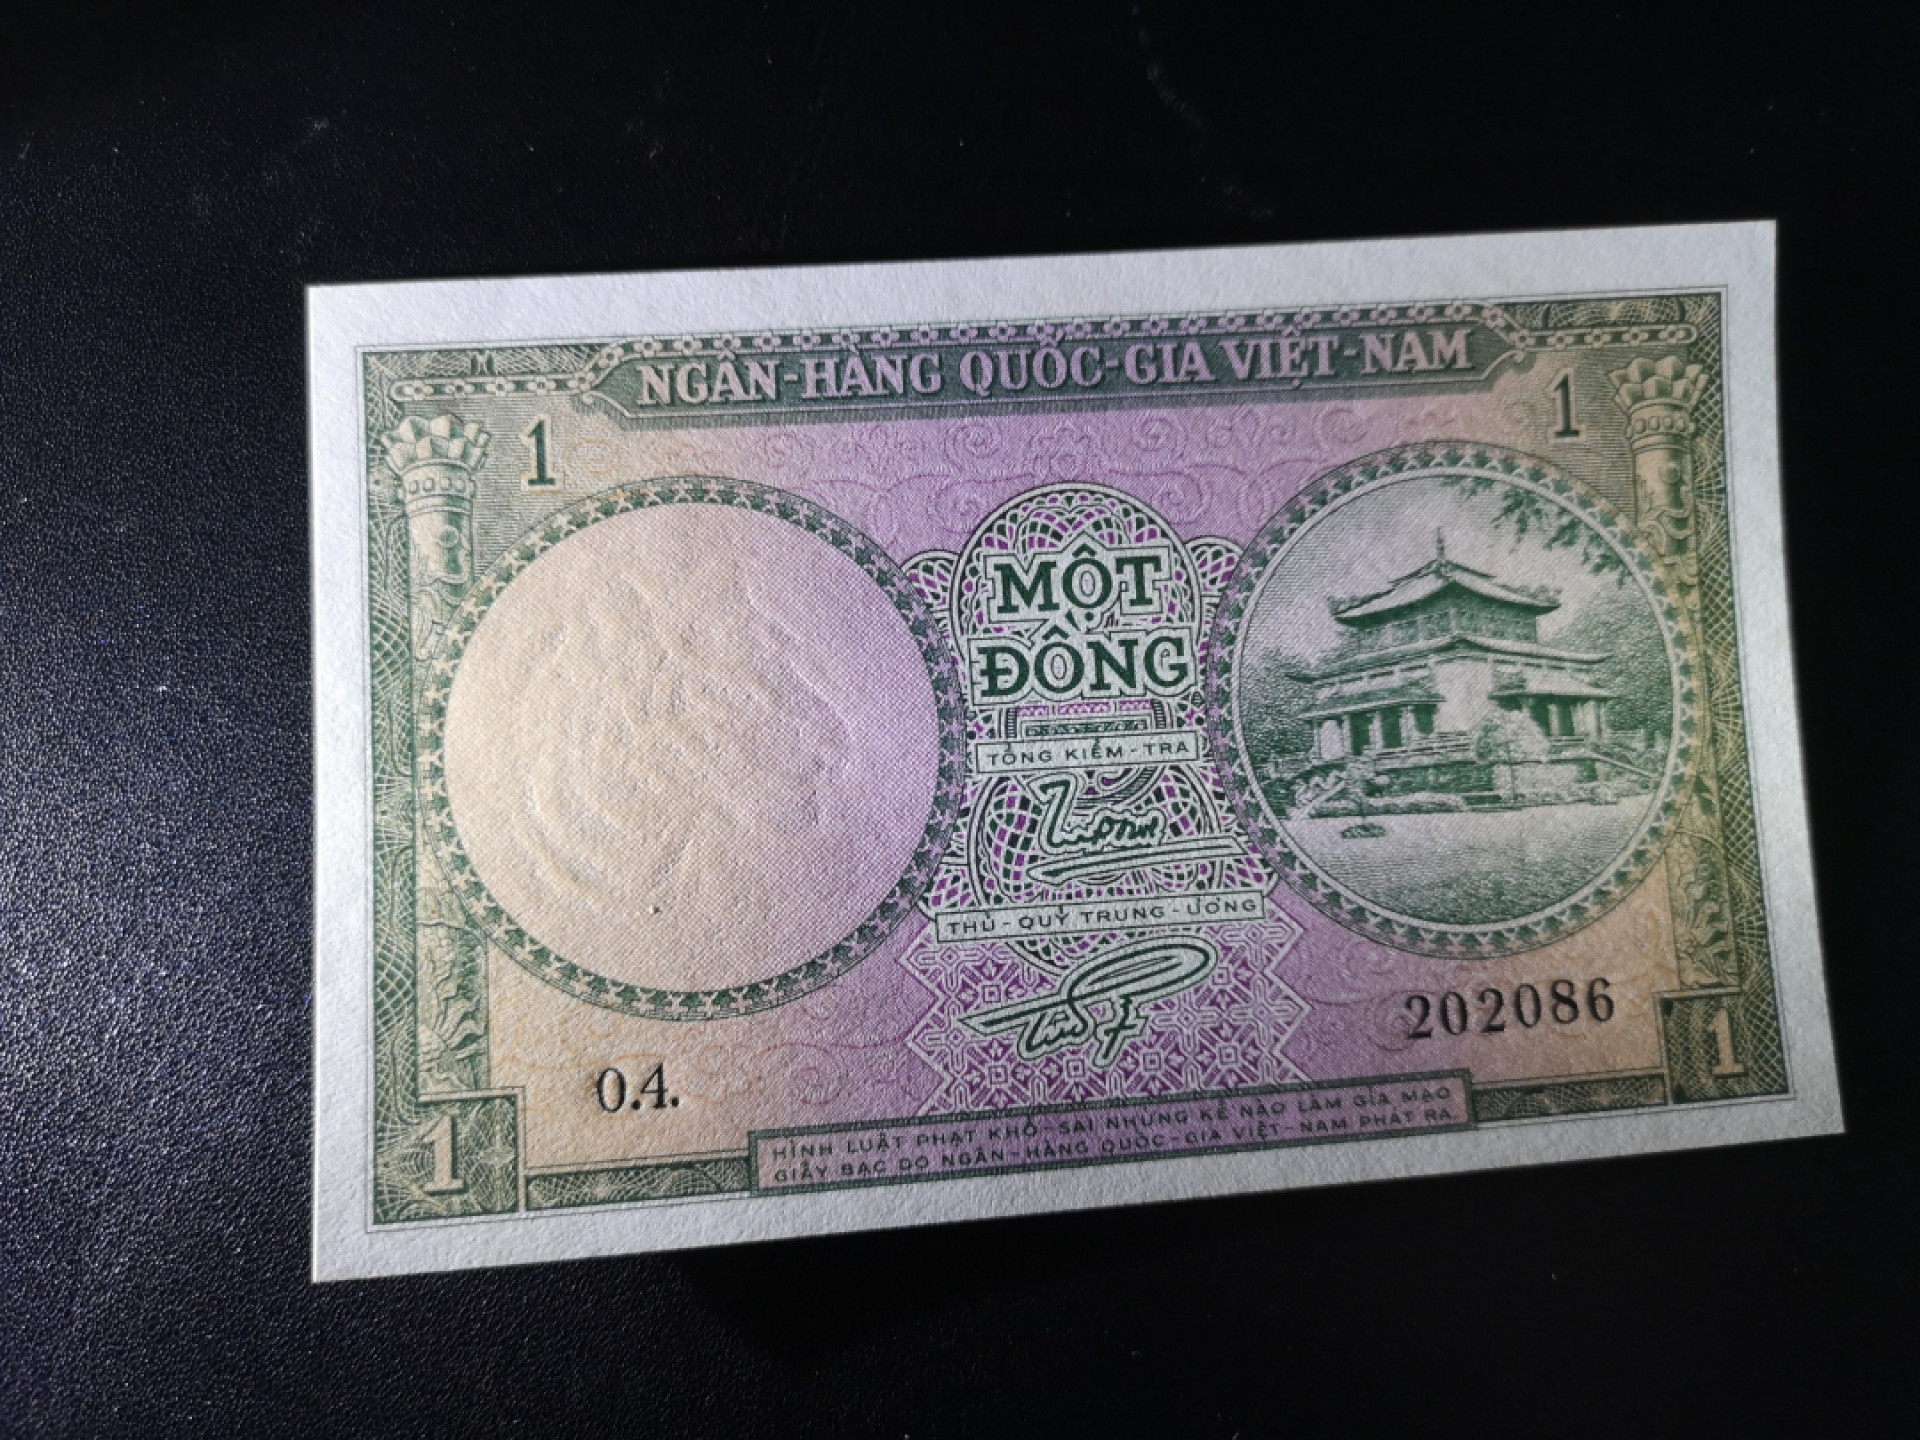 NGÂN-HÀNG QUỐC-GIA VIỆT-NAM
1
1
MỘT
ĐỒNG
TỔNG KIỂM-TRA
THỦ-QUỸ TRUNG-ƯƠNG
202086
O.4.
1
1
HÌNH LUẬT PHẠT KHỔ-SAI NHỮNG KẺ NÀO LÀM GIẢ MẠO
GIẤY BẠC DO NGÂN-HÀNG QUỐC-GIA VIỆT-NAM PHÁT RA